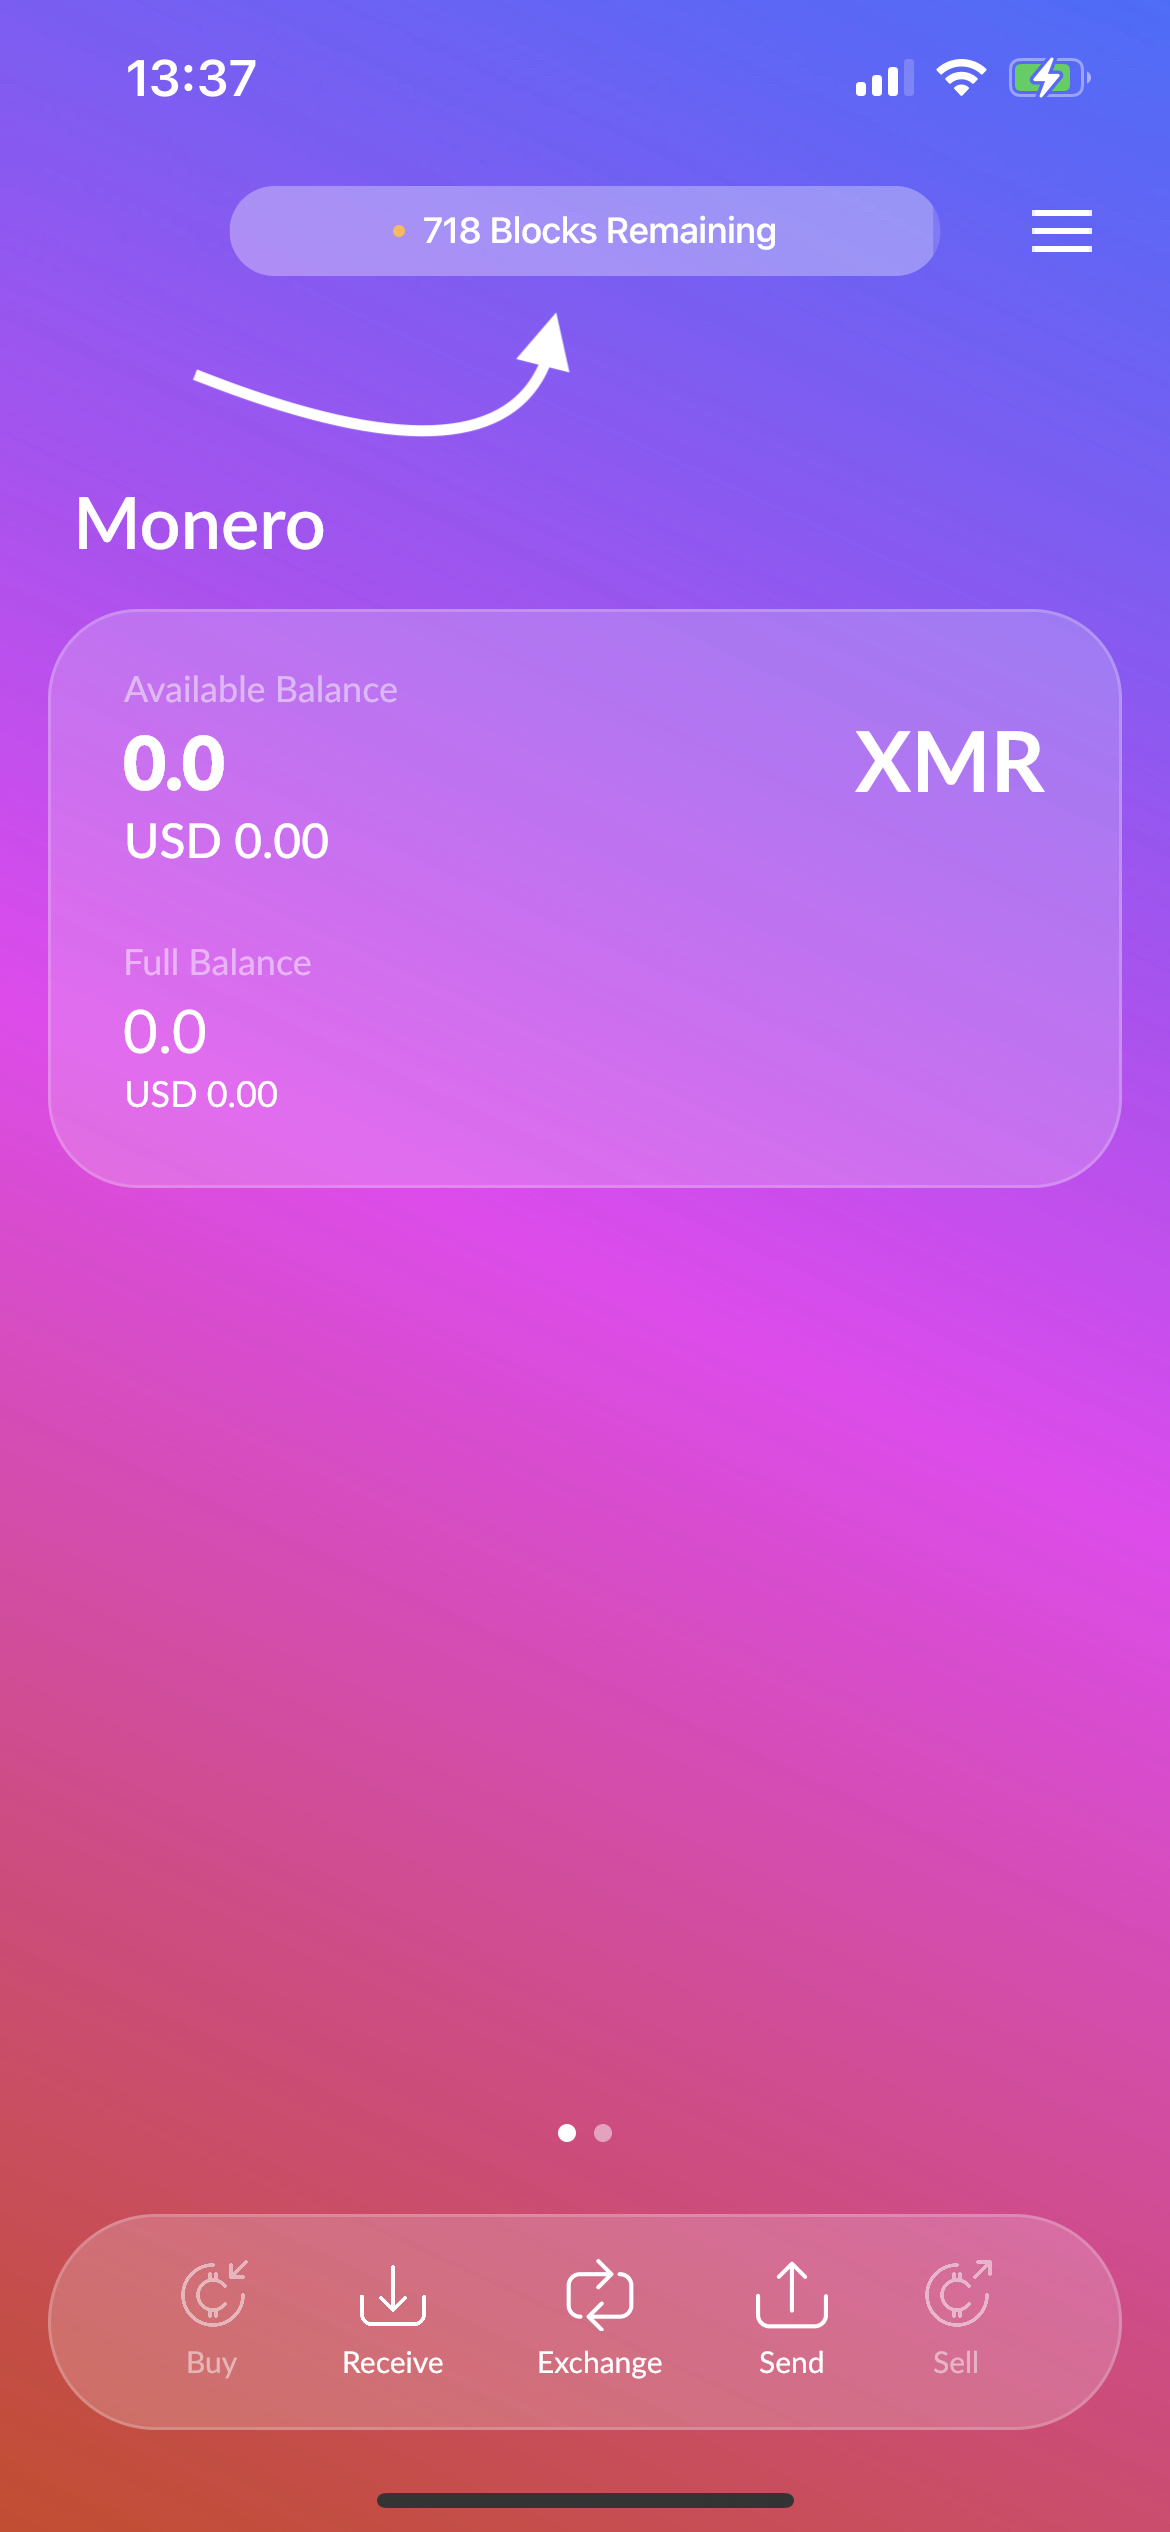 13:37
718 Blocks Remaining
Monero
Available Balance
0.0
XMR
USD 0.00
Full Balance
0.0
USD 0.00
Buy
Receive
Exchange
Send
Sell